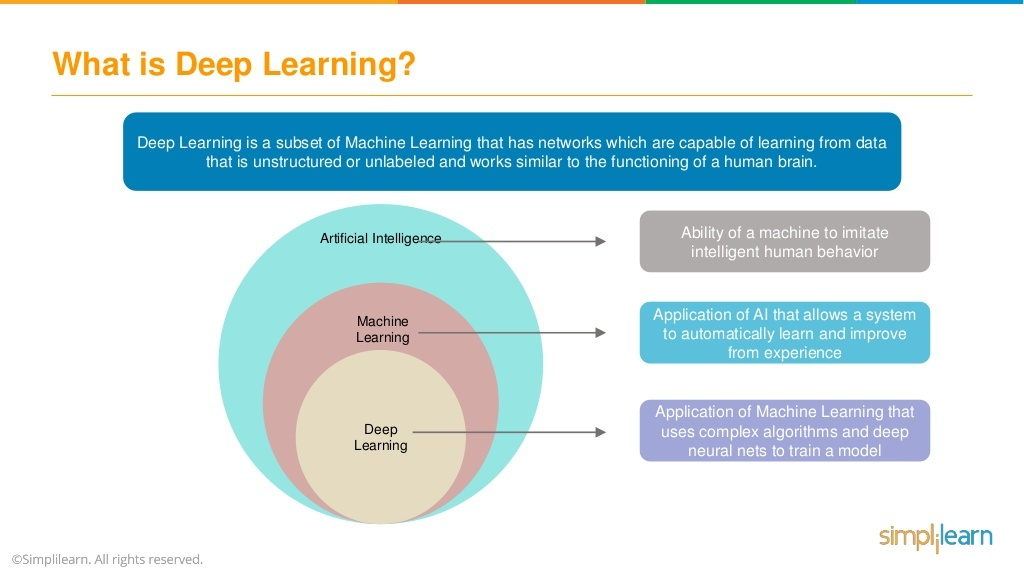 What is Deep Learning?
Deep Learning is a subset of Machine Learning that has networks which are capable of learning from data
that is unstructured or unlabeled and works similar to the functioning of a human brain.
Artificial Intelligence
Ability of a machine to imitate
intelligent human behavior
Machine
Learning
Application of AI that allows a system
to automatically learn and improve
from experience
Deep
Learning
Application of Machine Learning that
uses complex algorithms and deep
neural nets to train a model
simplilearn
©Simplilearn. All rights reserved.